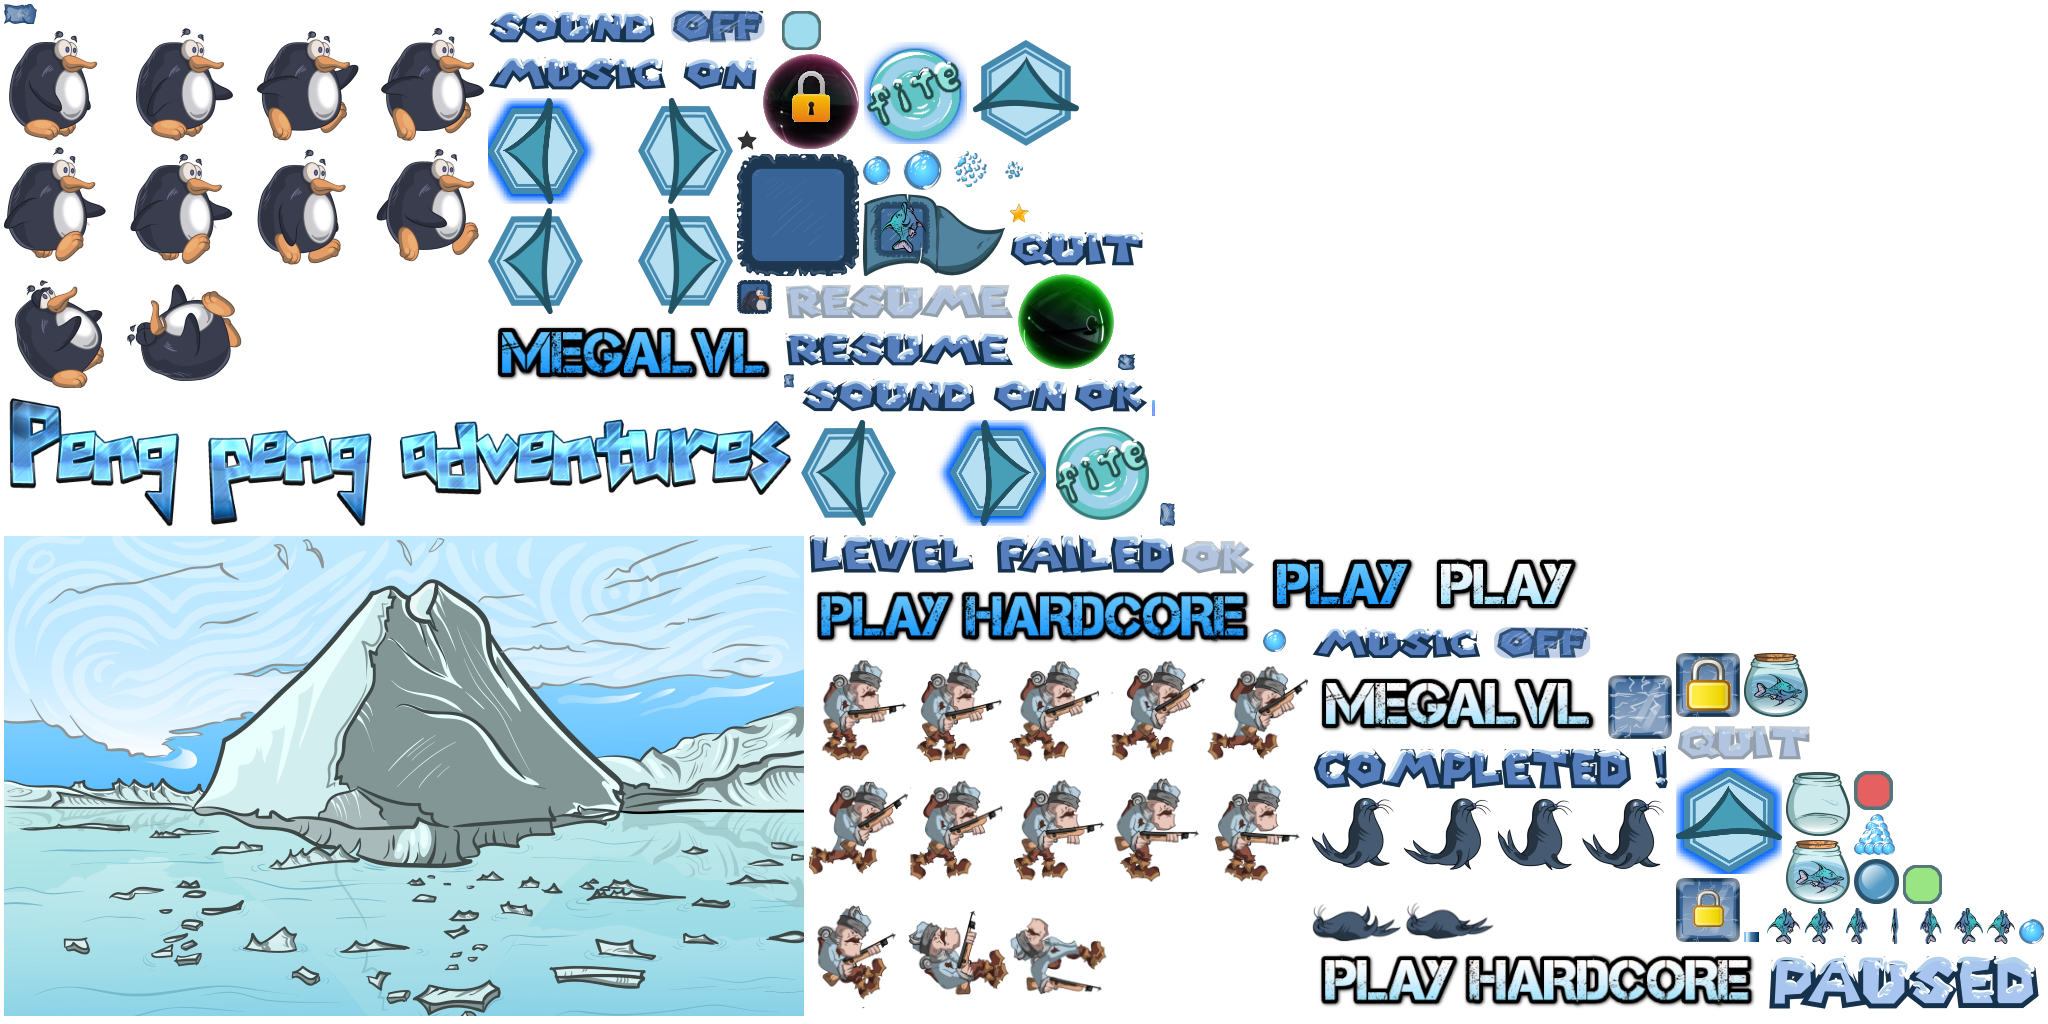 SOUND OFF
MUSIC ON
fire
QUIT
RESUME
RESUME
MEGALVL
SOUND ON
OK
Peng peng adventures
fire
LEVEL FAILED
OK
PLAY
PLAY
PLAY HARDCORE
MUSIC OFF
MEGALVL
QUIT
COMPLETED !
PLAY HARDCORE
PAUSED